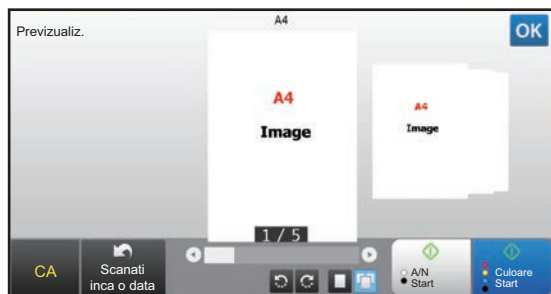 A4
Previzualiz.
OK
A4
Image
A4
Image
1 / 5
CA
Scanati
inca o data
A/N
Start
Culoare
Start